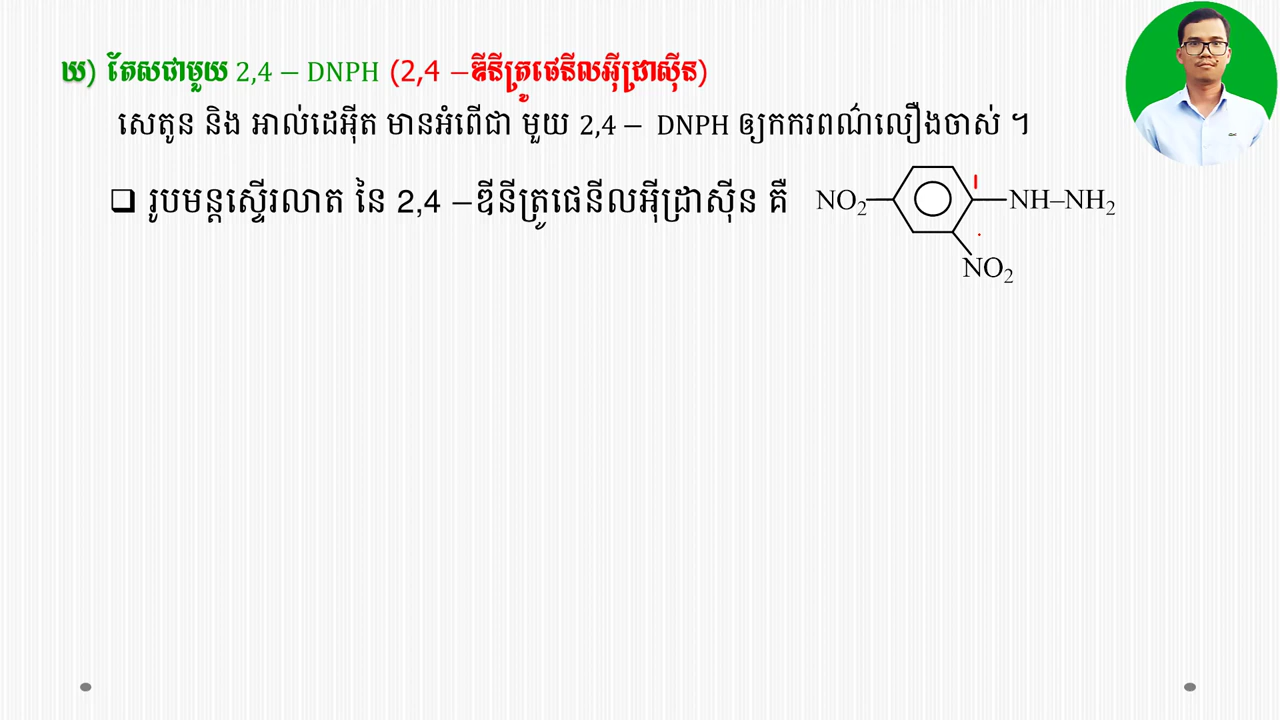 ឃ) តែសជាមួយ 2,4 − DNPH (2,4 −ឌីនីត្រូផេនីលអ៊ីដ្រាស៊ីន)
សេតូន និង អាល់ដេអ៊ីត មានអំពើជា មួយ 2,4 − DNPH ឲ្យកករពណ៌លឿងចាស់ ។
❑ រូបមន្តស្ទើរលាត នៃ 2,4 −ឌីនីត្រូផេនីលអ៊ីដ្រាស៊ីន គឺ
NO₂ NH–NH₂
1
NO₂